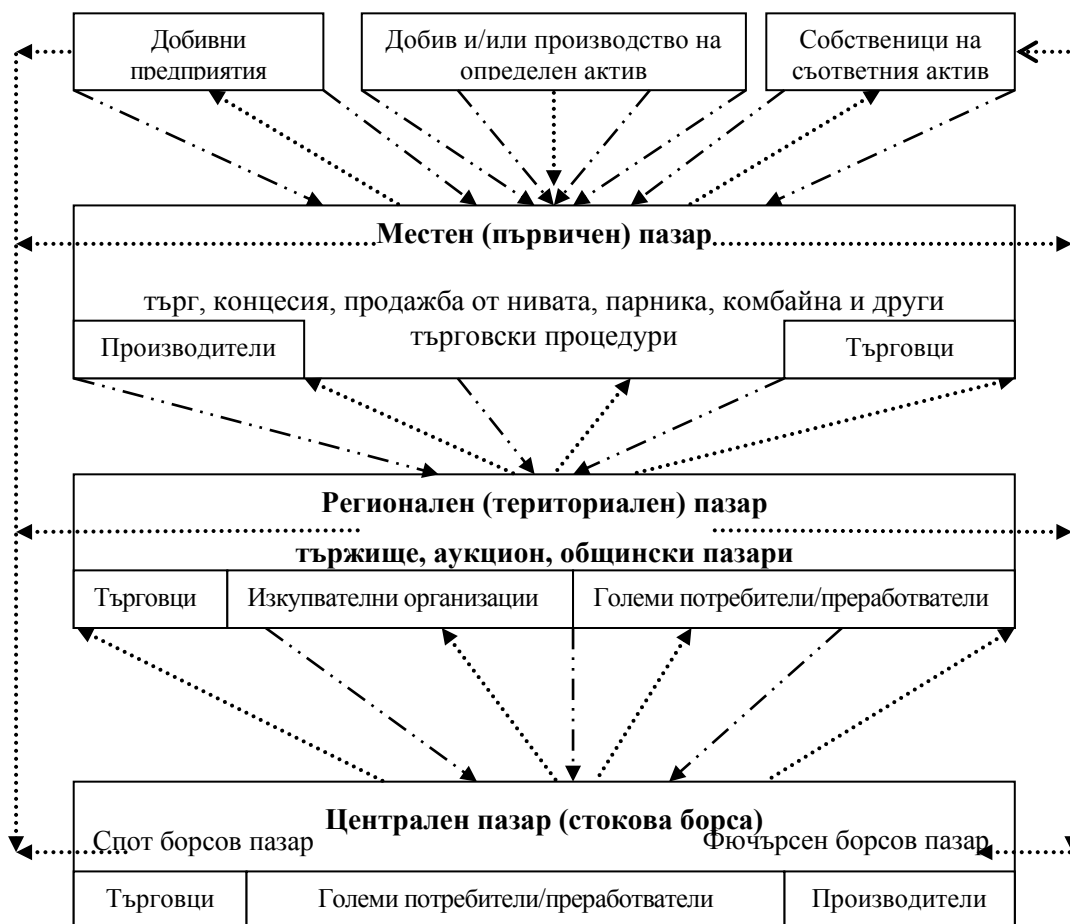 Добивни
предприятия
Добив и/или производство на
определен актив
Собственици на
съответния актив
Местен (първичен) пазар
търг, концесия, продажба от нивата, парника, комбайна и други
търговски процедури
Производители
Търговци
Регионален (териториален) пазар
тържище, аукцион, общински пазари
Търговци
Изкупвателни организации
Големи потребители/преработватели
Централен пазар (стокова борса)
Спот борсов пазар
Фючърсен борсов пазар
Търговци
Големи потребители/преработватели
Производители